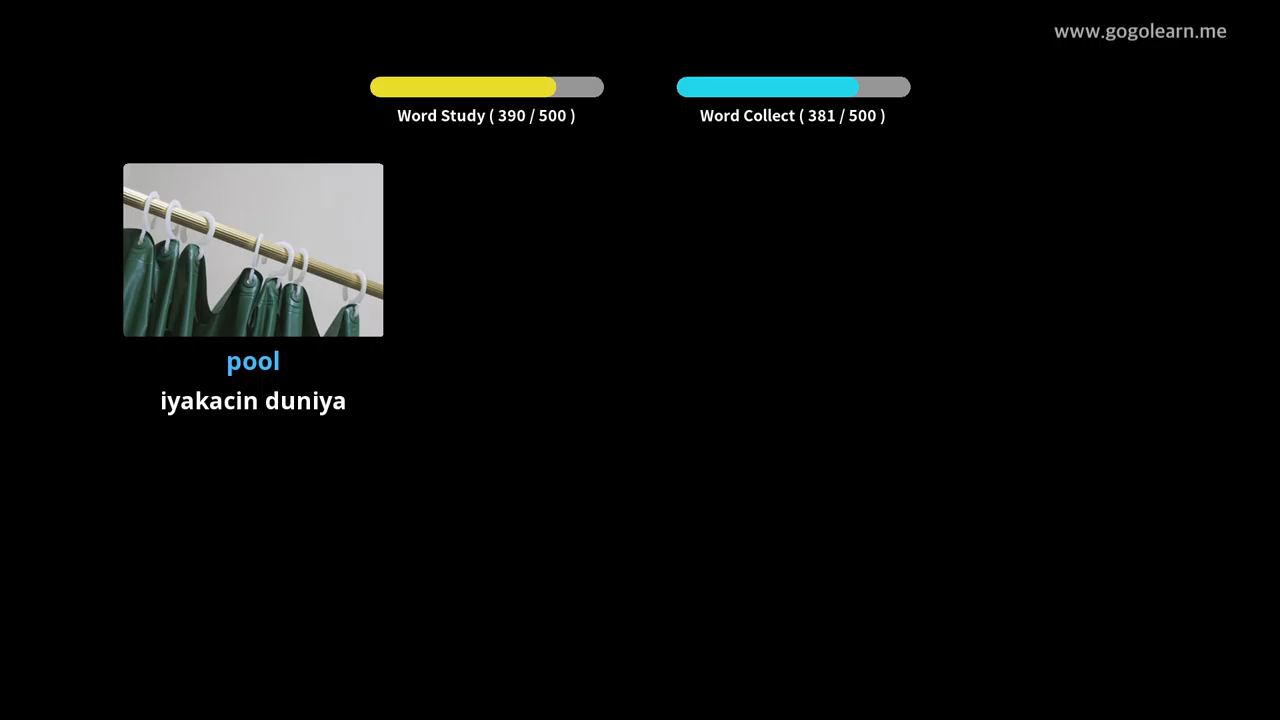 www.gogolearn.me
Word Study ( 390 / 500 )
Word Collect ( 381 / 500 )
pool
iyakacin duniya